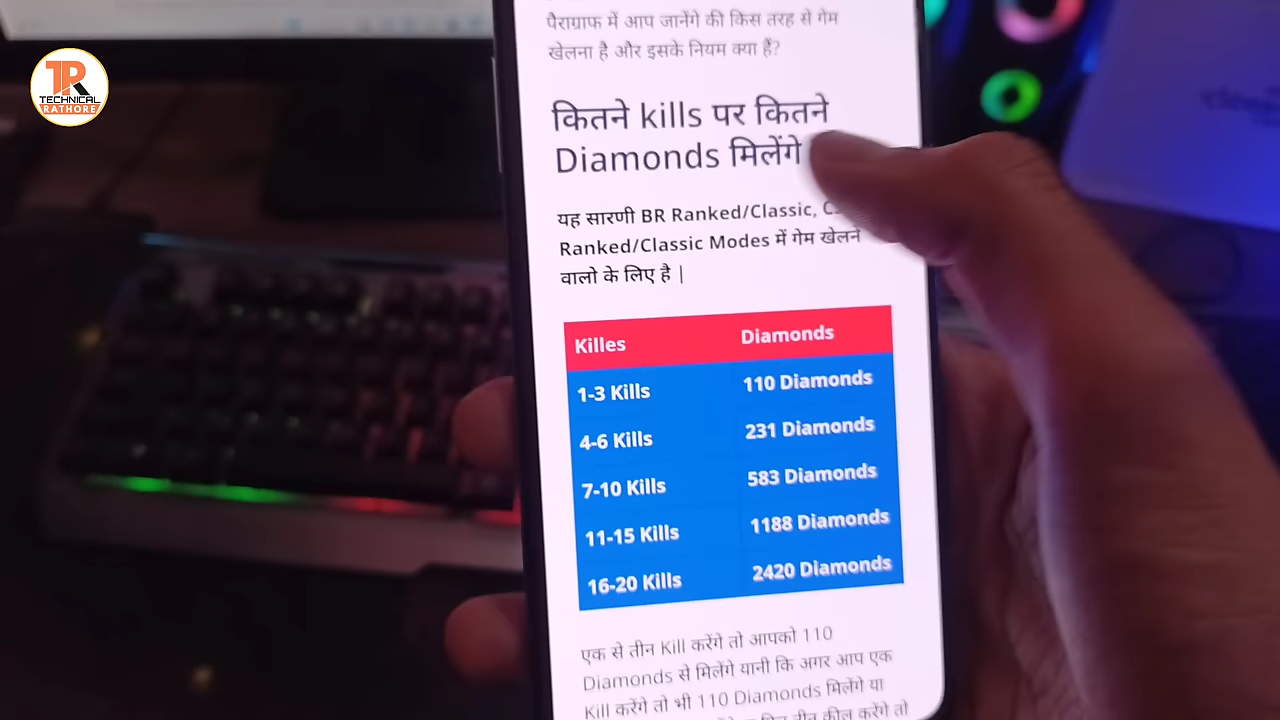 TR
TECHNICAL
RATHORE
पैराग्राफ में आप जानेंगे की किस तरह से गेम
खेलना है और इसके नियम क्या हैं?
कितने kills पर कितने
Diamonds मिलेंगे
यह सारणी BR Ranked/Classic,
Ranked/Classic Modes में गेम खेलने
वालो के लिए है |
Killes Diamonds
1-3 Kills 110 Diamonds
4-6 Kills 231 Diamonds
7-10 Kills 583 Diamonds
11-15 Kills 1188 Diamonds
16-20 Kills 2420 Diamonds
एक से तीन Kill करेंगे तो आपको 110
Diamonds से मिलेंगे यानी कि अगर आप एक
Kill करेंगे तो भी 110 Diamonds मिलेंगे या
तीन कील करेंगे तो